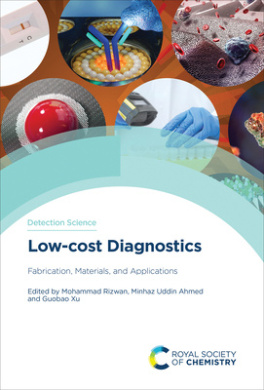 Detection Science
Low-cost Diagnostics
Fabrication, Materials, and Applications
Edited by Mohammad Rizwan, Minhaz Uddin Ahmed
and Guobao Xu
ROYAL SOCIETY
OF CHEMISTRY